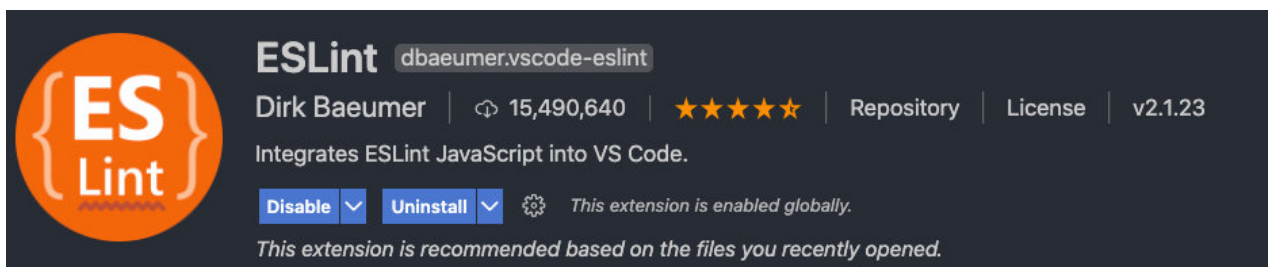 {ES}
Lint
ESLint dbaeumer.vscode-eslint
Dirk Baeumer 15,490,640 Repository License v2.1.23
Integrates ESLint JavaScript into VS Code.
Disable Uninstall This extension is enabled globally.
This extension is recommended based on the files you recently opened.